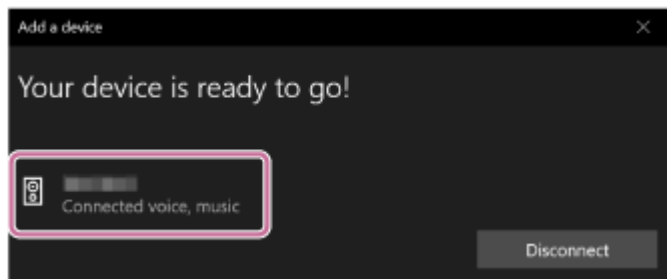 Add a device
Your device is ready to go!
Connected voice, music
Disconnect